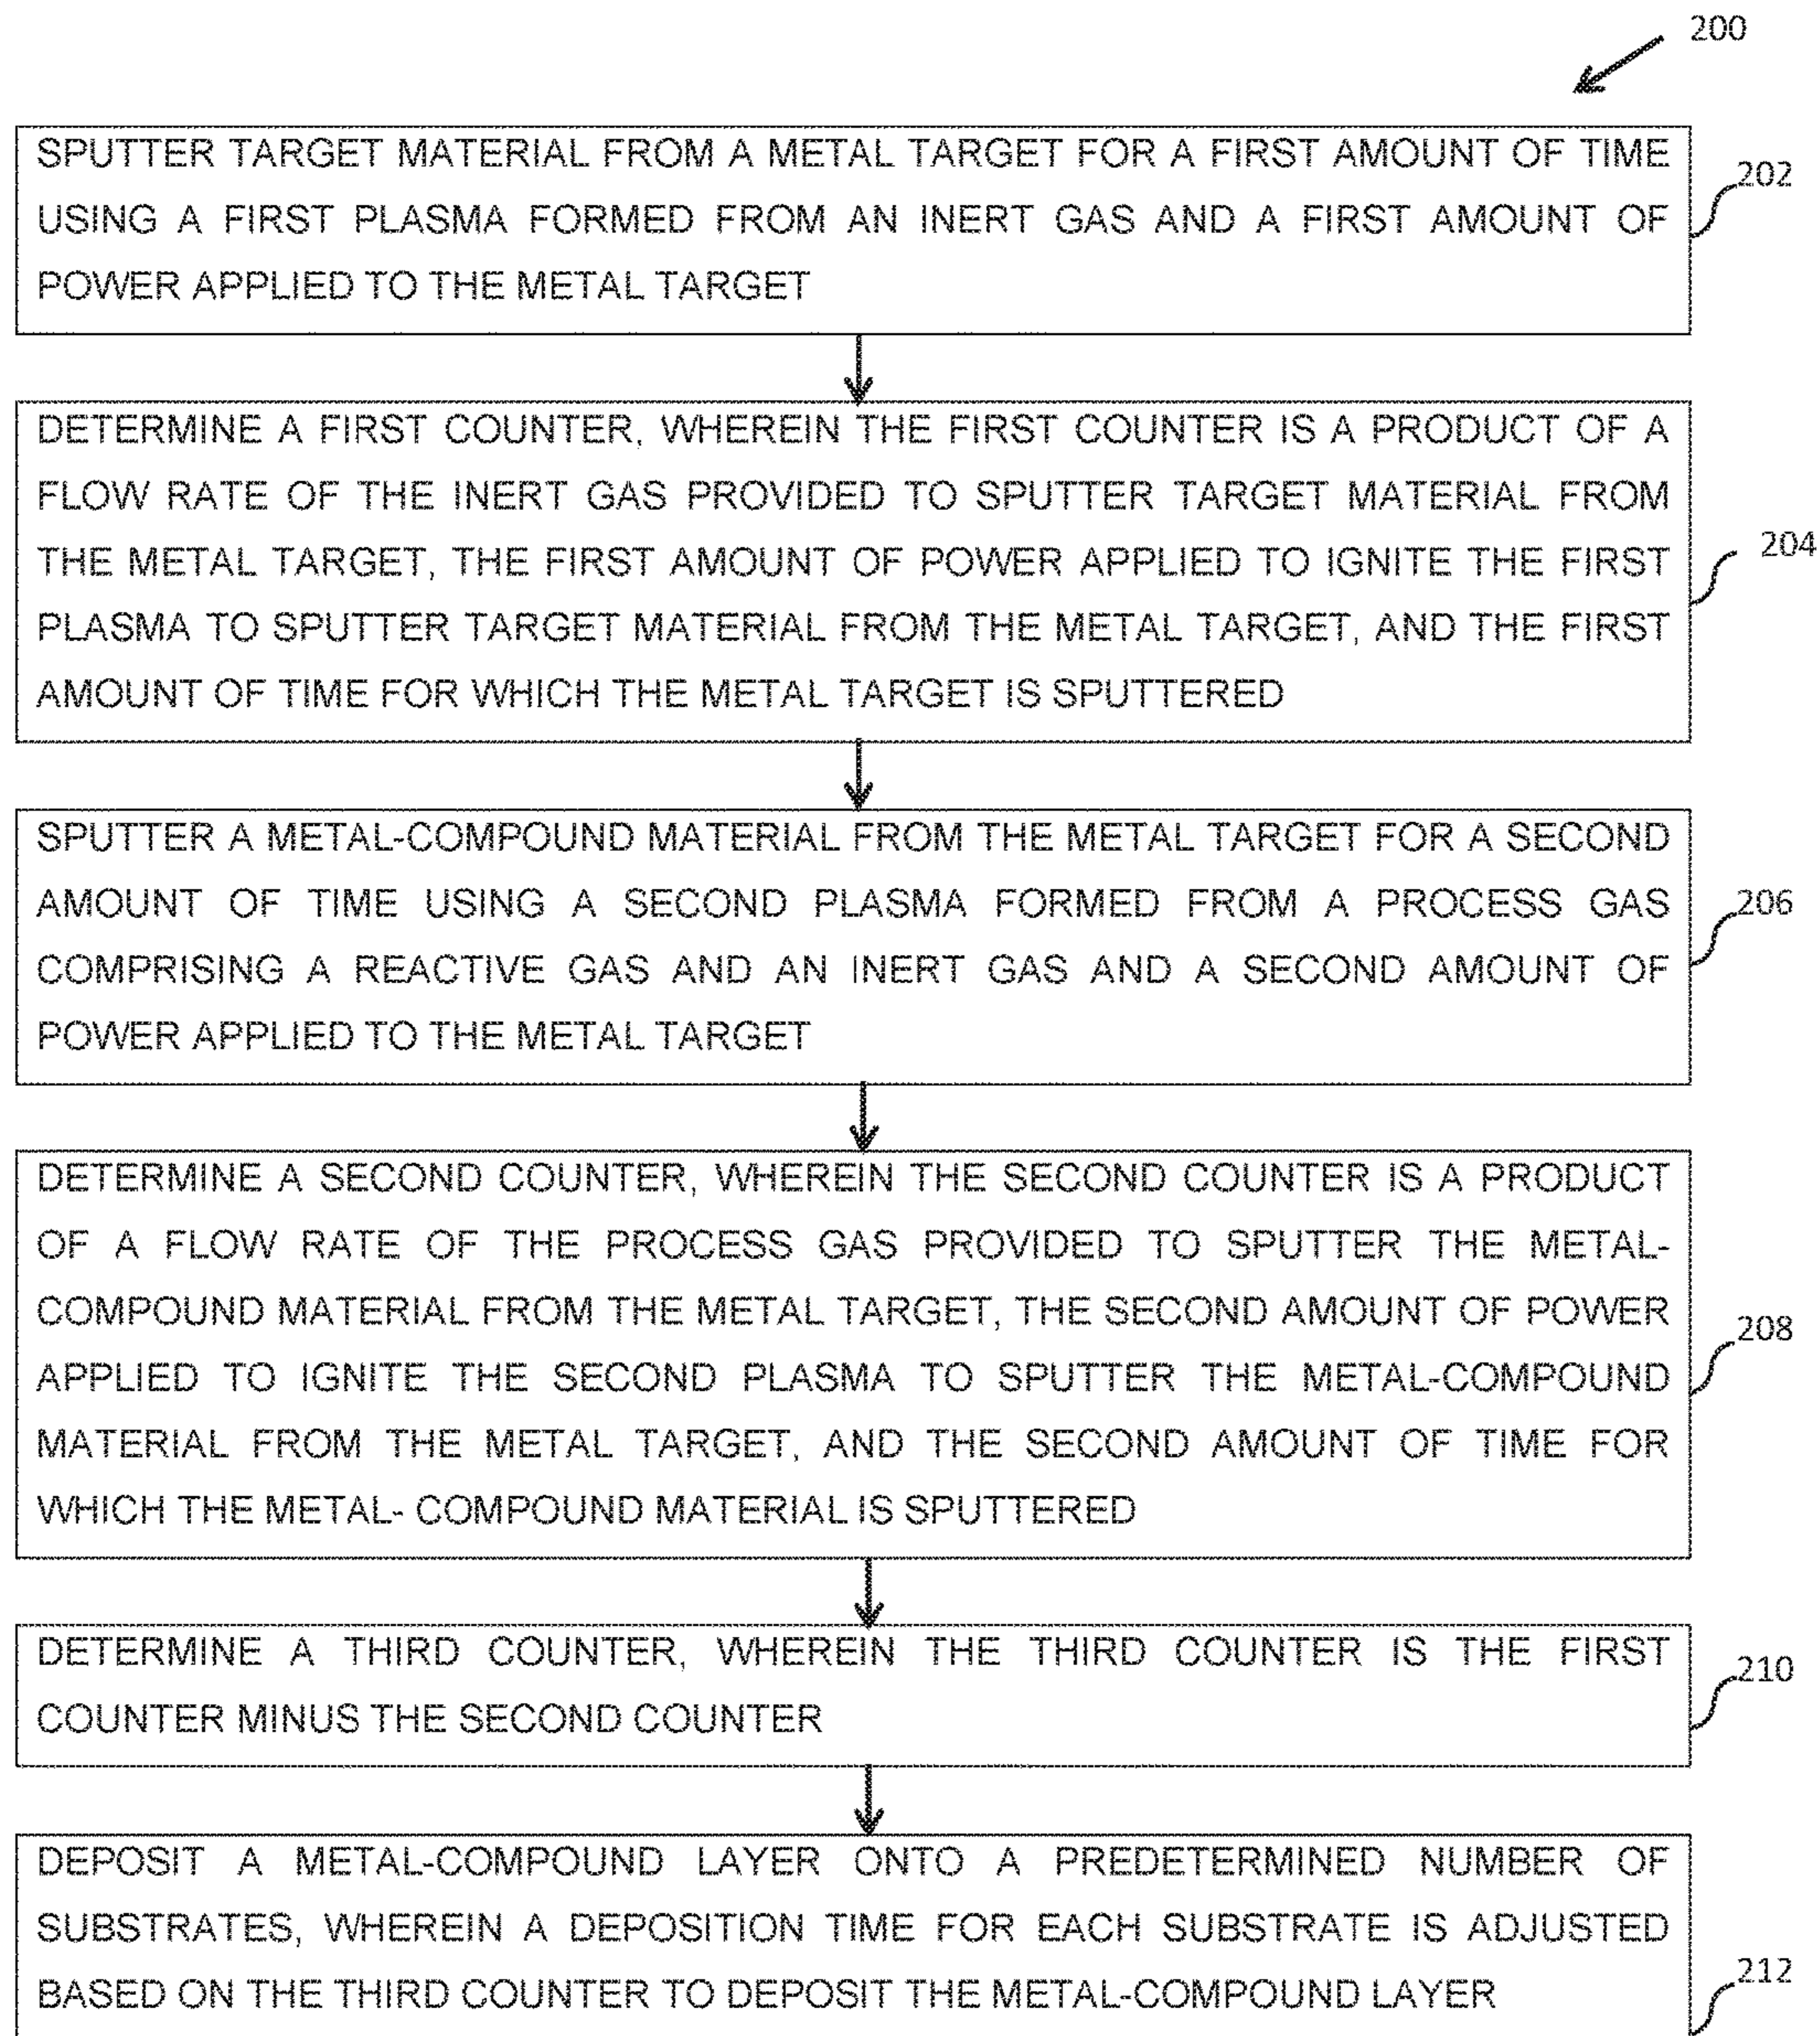 200
SPUTTER TARGET MATERIAL FROM A METAL TARGET FOR A FIRST AMOUNT OF TIME
USING A FIRST PLASMA FORMED FROM AN INERT GAS AND A FIRST AMOUNT OF
POWER APPLIED TO THE METAL TARGET
202
DETERMINE A FIRST COUNTER, WHEREIN THE FIRST COUNTER IS A PRODUCT OF A
FLOW RATE OF THE INERT GAS PROVIDED TO SPUTTER TARGET MATERIAL FROM
THE METAL TARGET, THE FIRST AMOUNT OF POWER APPLIED TO IGNITE THE FIRST
PLASMA TO SPUTTER TARGET MATERIAL FROM THE METAL TARGET, AND THE FIRST
AMOUNT OF TIME FOR WHICH THE METAL TARGET IS SPUTTERED
204
SPUTTER A METAL-COMPOUND MATERIAL FROM THE METAL TARGET FOR A SECOND
AMOUNT OF TIME USING A SECOND PLASMA FORMED FROM A PROCESS GAS
COMPRISING A REACTIVE GAS AND AN INERT GAS AND A SECOND AMOUNT OF
POWER APPLIED TO THE METAL TARGET
206
DETERMINE A SECOND COUNTER, WHEREIN THE SECOND COUNTER IS A PRODUCT
OF A FLOW RATE OF THE PROCESS GAS PROVIDED TO SPUTTER THE METAL-
COMPOUND MATERIAL FROM THE METAL TARGET, THE SECOND AMOUNT OF POWER
APPLIED TO IGNITE THE SECOND PLASMA TO SPUTTER THE METAL-COMPOUND
MATERIAL FROM THE METAL TARGET, AND THE SECOND AMOUNT OF TIME FOR
WHICH THE METAL- COMPOUND MATERIAL IS SPUTTERED
208
DETERMINE A THIRD COUNTER, WHEREIN THE THIRD COUNTER IS THE FIRST
COUNTER MINUS THE SECOND COUNTER
210
DEPOSIT A METAL-COMPOUND LAYER ONTO A PREDETERMINED NUMBER OF
SUBSTRATES, WHEREIN A DEPOSITION TIME FOR EACH SUBSTRATE IS ADJUSTED
BASED ON THE THIRD COUNTER TO DEPOSIT THE METAL-COMPOUND LAYER
212